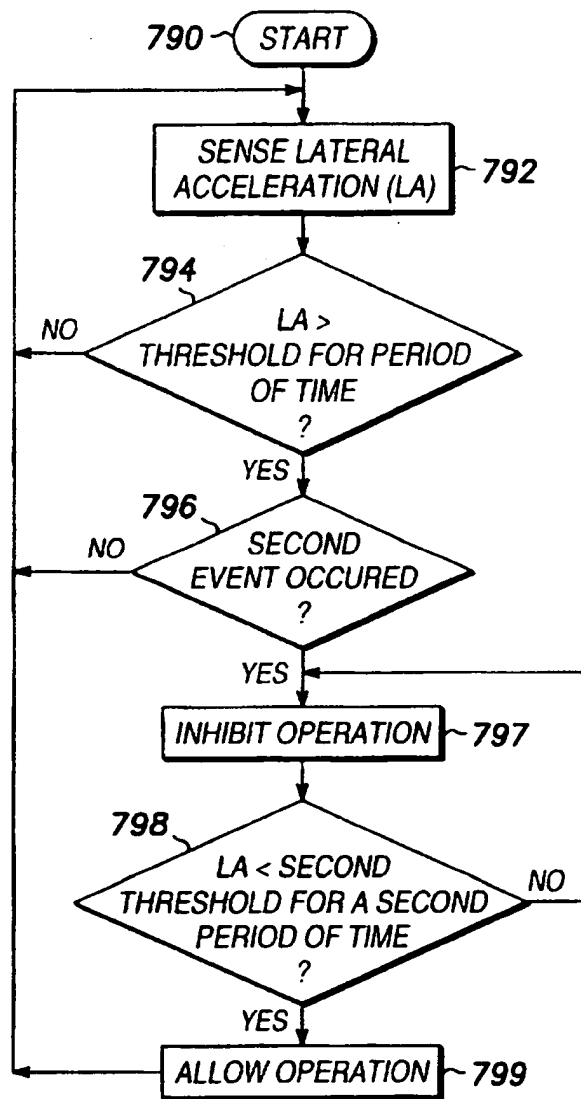 790
START
SENSE LATERAL
ACCELERATION (LA)
792
794
NO
LA >
THRESHOLD FOR PERIOD
OF TIME
?
YES
796
NO
SECOND
EVENT OCCURED
?
YES
INHIBIT OPERATION
797
798
LA < SECOND
THRESHOLD FOR A SECOND
PERIOD OF TIME
?
NO
YES
ALLOW OPERATION
799